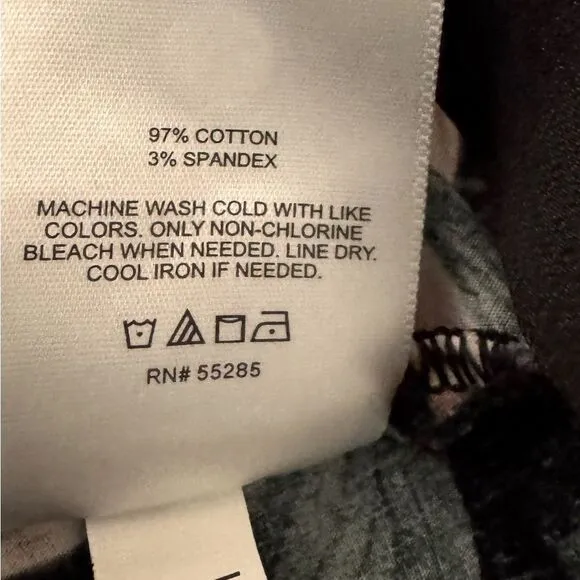 97% COTTON
3% SPANDEX
MACHINE WASH COLD WITH LIKE
COLORS. ONLY NON-CHLORINE
BLEACH WHEN NEEDED. LINE DRY.
COOL IRON IF NEEDED.
RN# 55285